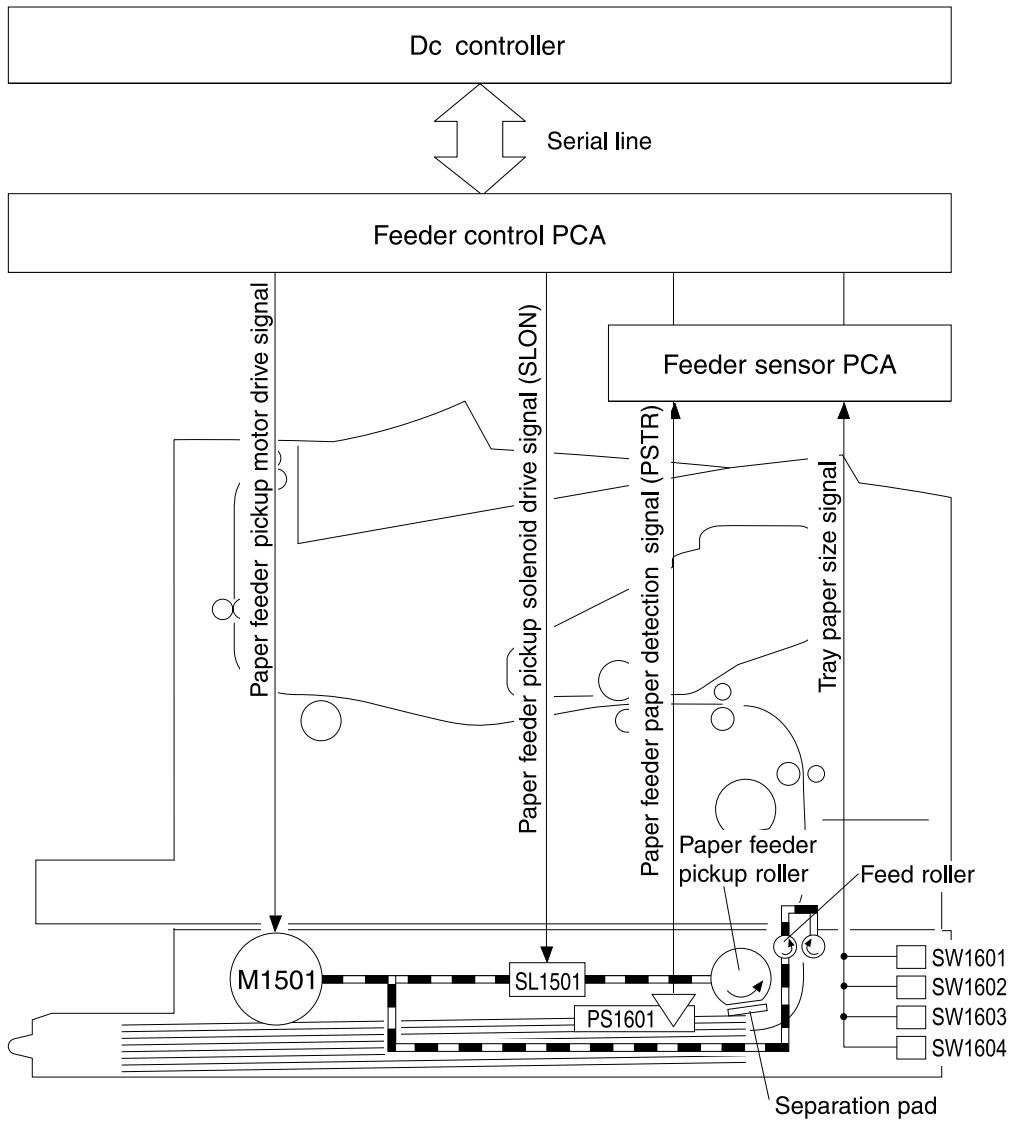 Dc controller
Serial line
Feeder control PCA
Paper feeder pickup motor drive signal
Paper feeder pickup solenoid drive signal (SLON)
Paper feeder paper detection signal (PSTR)
Feeder sensor PCA
Tray paper size signal
Paper feeder
pickup roller
Feed roller
M1501
SL1501
PS1601
SW1601
SW1602
SW1603
SW1604
Separation pad